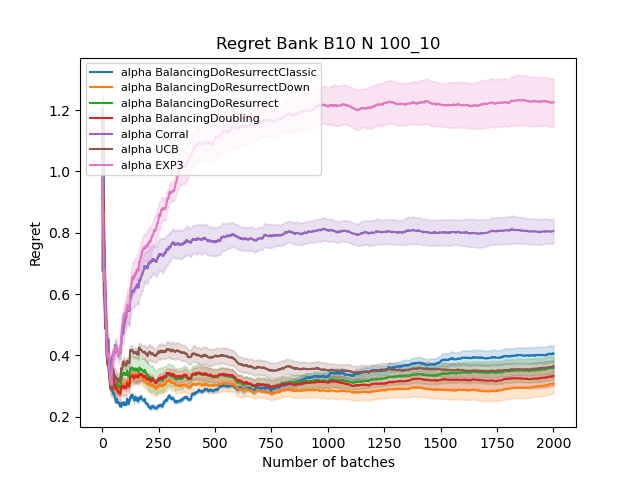 Regret Bank B10 N 100_10
alpha BalancingDoResurrectClassic
alpha BalancingDoResurrectDown
alpha BalancingDoResurrect
alpha BalancingDoubling
alpha Corral
alpha UCB
alpha EXP3
Regret
1.2
1.0
0.8
0.6
0.4
0.2
0 250 500 750 1000 1250 1500 1750 2000
Number of batches